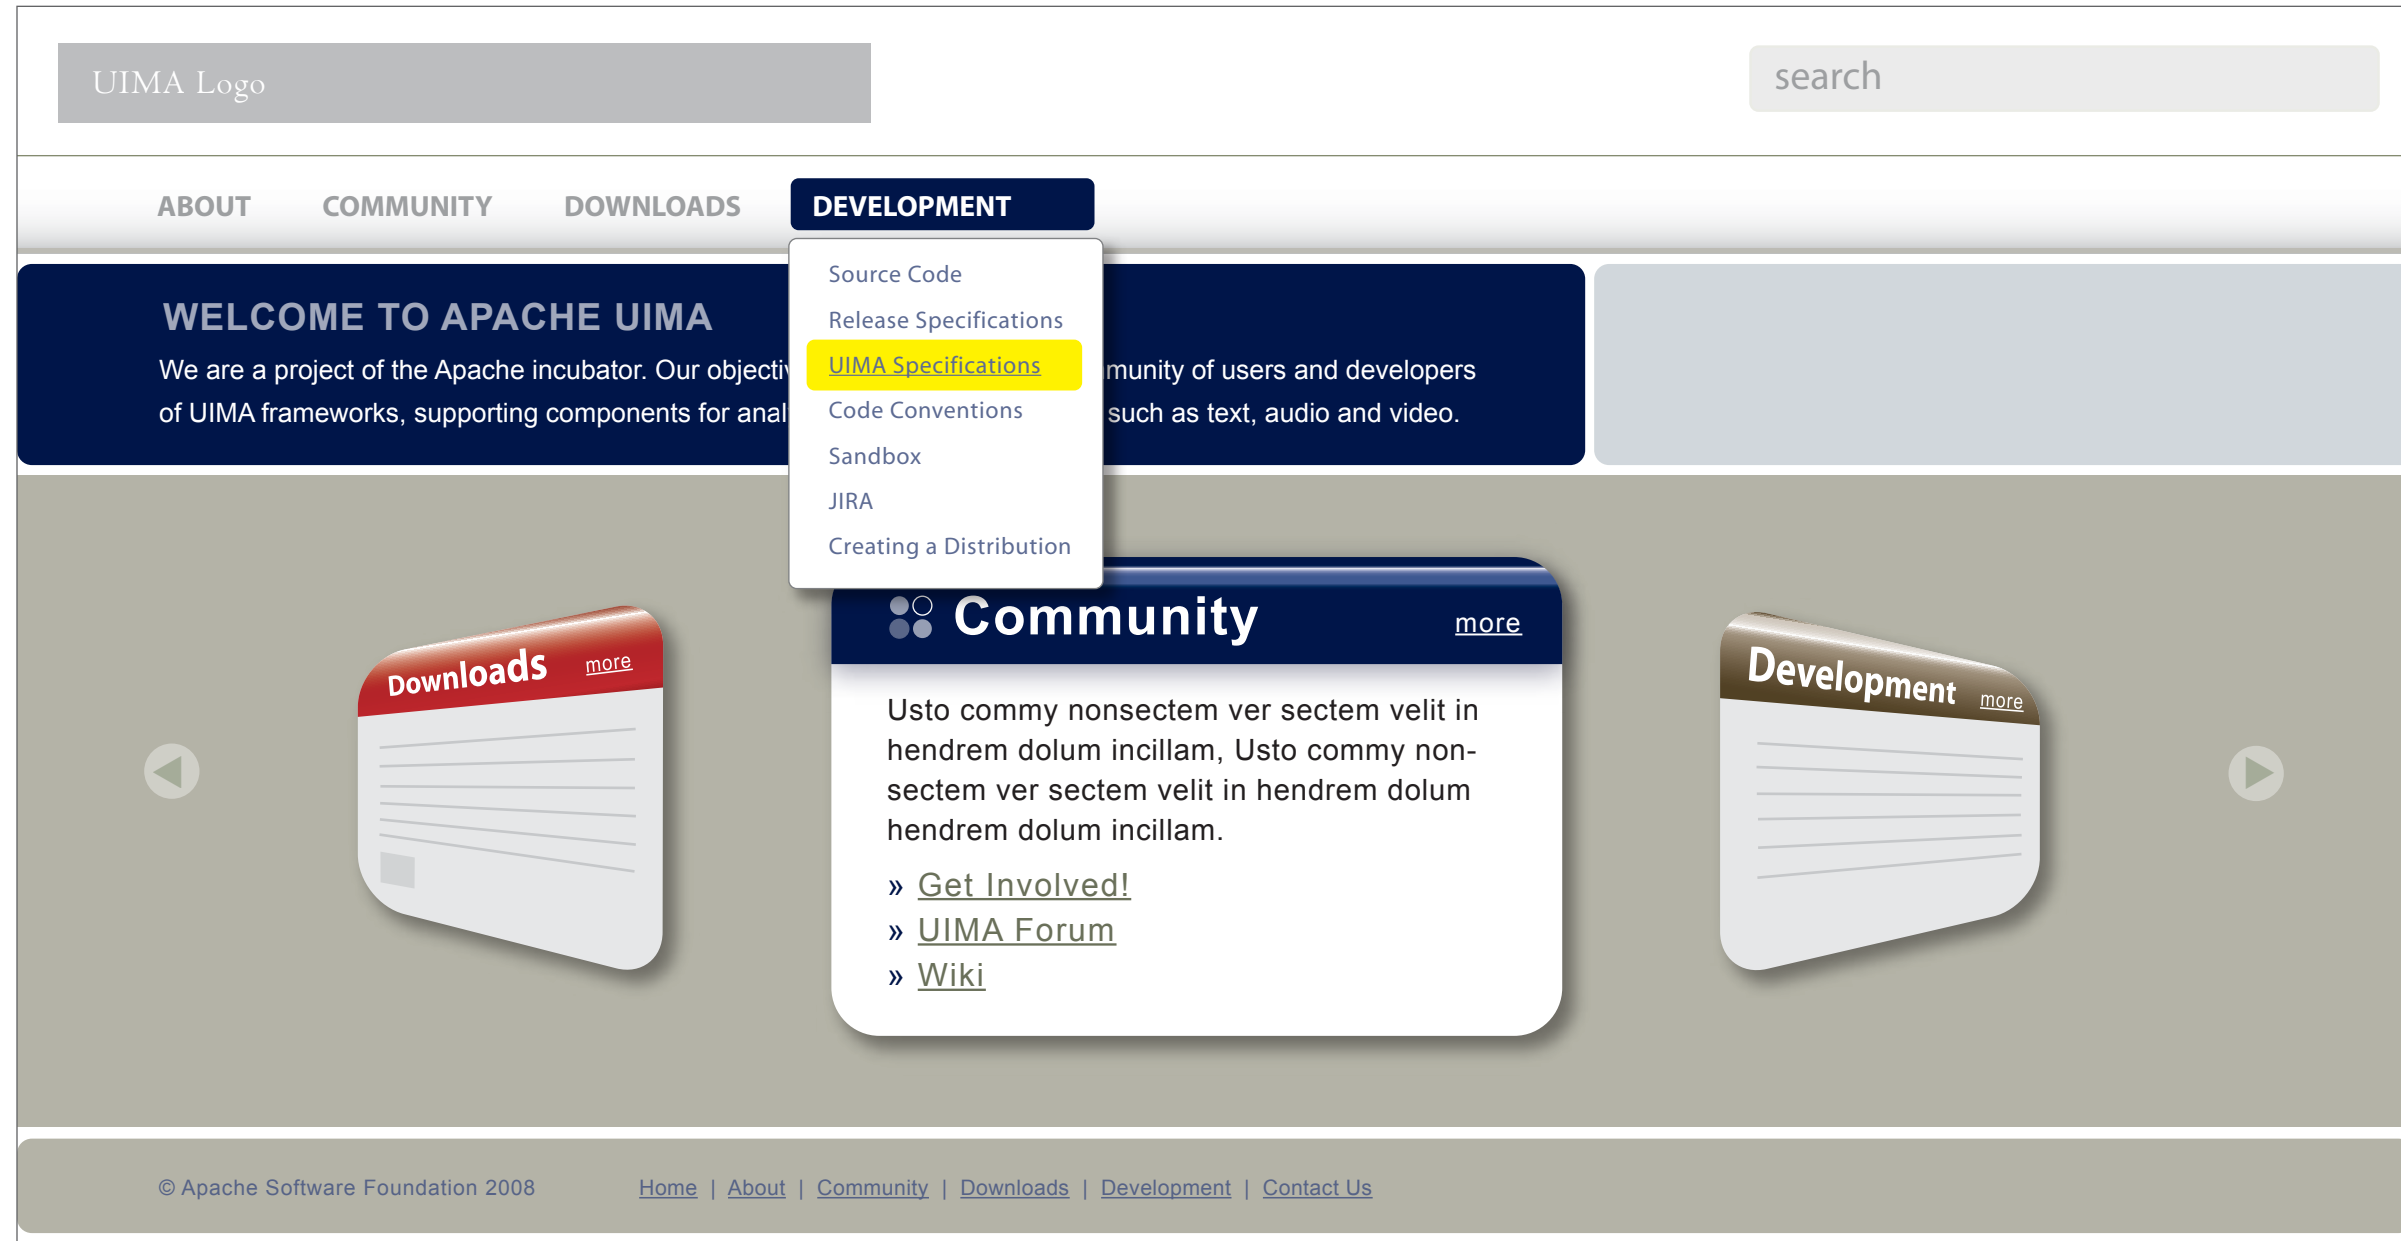 UIMA Logo
search
ABOUT COMMUNITY DOWNLOADS DEVELOPMENT
Source Code
Release Specifications
UIMA Specifications
Code Conventions
Sandbox
JIRA
Creating a Distribution
WELCOME TO APACHE UIMA
We are a project of the Apache incubator. Our of users and developers
of UIMA frameworks, supporting components for such as text, audio and video.
Downloads more
Community more
Usto commy nonsectem ver sectem velit in
hendrem dolum incillam, Usto commy non-
sectem ver sectem velit in hendrem dolum
hendrem dolum incillam.
» Get Involved!
» UIMA Forum
» Wiki
Development more
© Apache Software Foundation 2008 Home | About | Community | Downloads | Development | Contact Us